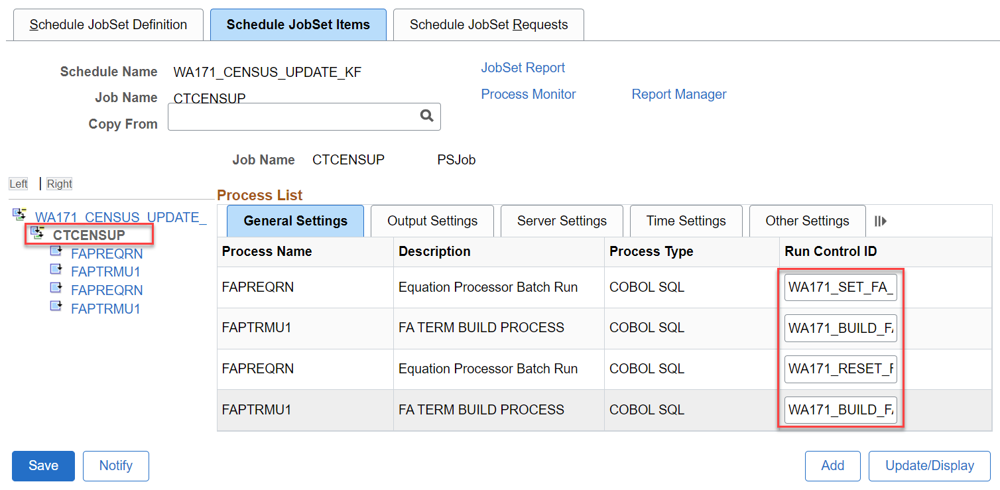 Schedule JobSet Definition Schedule JobSet Items Schedule JobSet Requests
Schedule Name WA171_CENSUS_UPDATE_KF JobSet Report
Job Name CTCENSUP Process Monitor Report Manager
Copy From
Job Name CTCENSUP PSJob
Left Right
Process List
WA171_CENSUS_UPDATE_
CTCENSUP
FAPREQRN
FAPTRMU1
FAPREQRN
FAPTRMU1
General Settings Output Settings Server Settings Time Settings Other Settings
Process Name Description Process Type Run Control ID
FAPREQRN Equation Processor Batch Run COBOL SQL WA171_SET_FA_
FAPTRMU1 FA TERM BUILD PROCESS COBOL SQL WA171_BUILD_FA
FAPREQRN Equation Processor Batch Run COBOL SQL WA171_RESET_F
FAPTRMU1 FA TERM BUILD PROCESS COBOL SQL WA171_BUILD_FA
Save Notify Add Update/Display